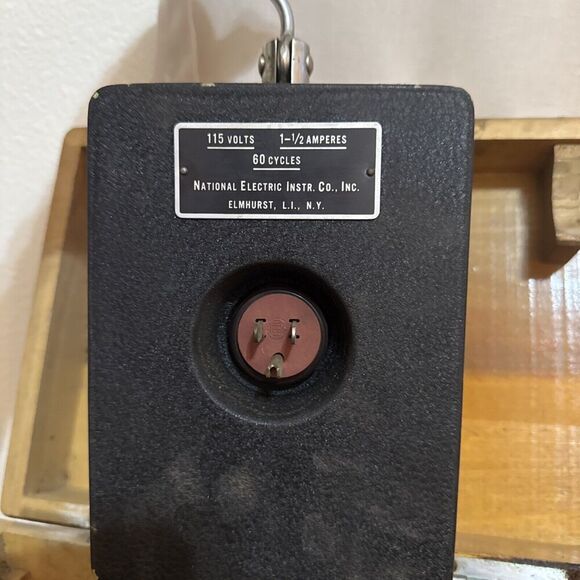 115 VOLTS 1-1/2 AMPERES
60 CYCLES
NATIONAL ELECTRIC INSTR. CO., INC.
ELMHURST, L.I., N.Y.